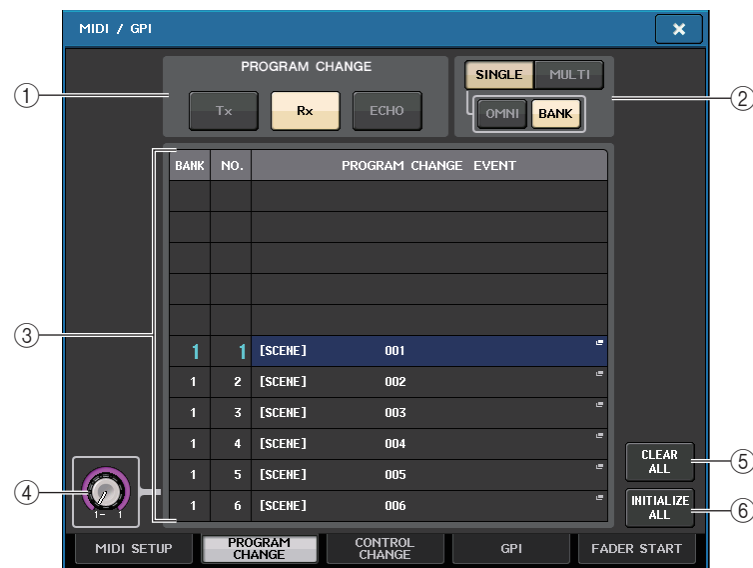 MIDI / GPI
PROGRAM CHANGE
Tx Rx ECHO
SINGLE MULTI
OMNI BANK
1
2
BANK NO. PROGRAM CHANGE EVENT
3
1 1 [SCENE] 001
1 2 [SCENE] 002
1 3 [SCENE] 003
1 4 [SCENE] 004
1 5 [SCENE] 005
1 6 [SCENE] 006
4
1- 1
CLEAR ALL
5
INITIALIZE ALL
6
MIDI SETUP
PROGRAM CHANGE
CONTROL CHANGE
GPI
FADER START